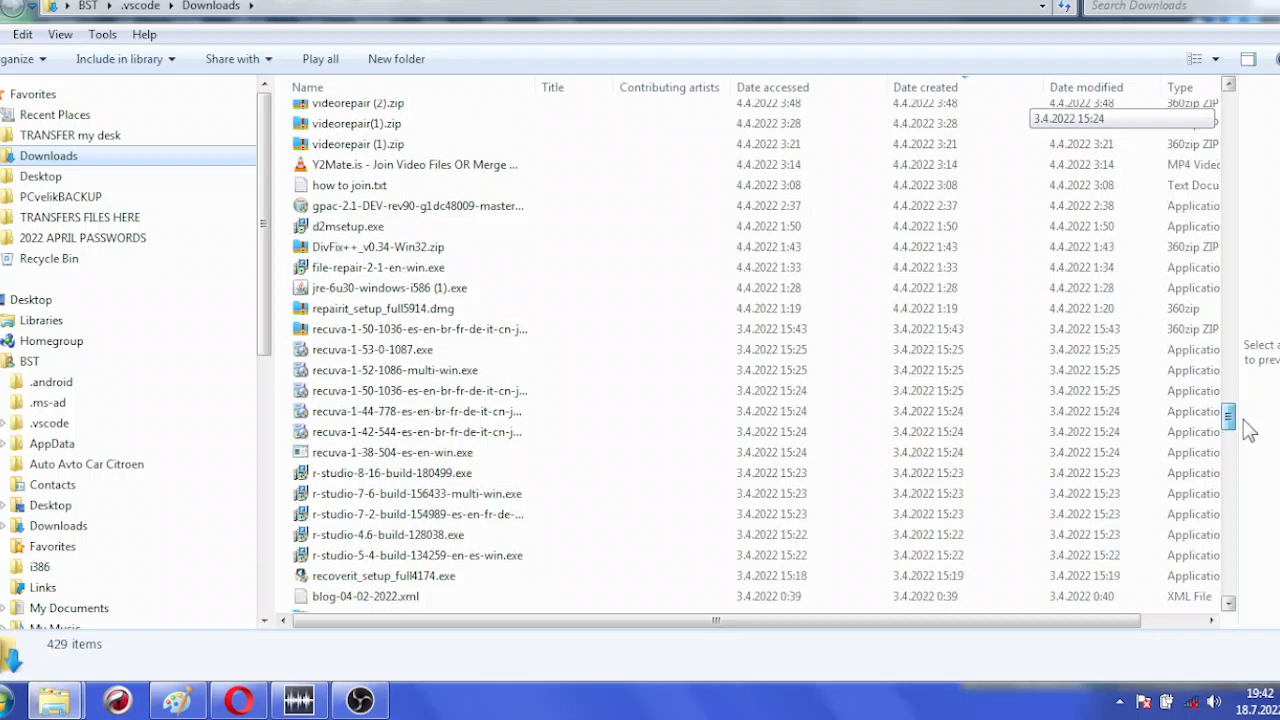 BST ▸ .vscode ▸ Downloads ▸
Search Downloads
Edit View Tools Help
rganize Include in library Share with Play all New folder
Favorites
Recent Places
TRANSFER my desk
Downloads
Desktop
PCvelikBACKUP
TRANSFERS FILES HERE
2022 APRIL PASSWORDS
Recycle Bin
Desktop
Libraries
Homegroup
BST
.android
.ms-ad
.vscode
AppData
Auto Avto Car Citroen
Contacts
Desktop
Downloads
Favorites
i386
Links
My Documents
My Music
Name Title Contributing artists Date accessed Date created Date modified Type
videorepair (2).zip 4.4.2022 3:48 4.4.2022 3:48 4.4.2022 3:48 360zip ZIP
3.4.2022 15:24
videorepair(1).zip 4.4.2022 3:28 4.4.2022 3:28
videorepair (1).zip 4.4.2022 3:21 4.4.2022 3:21 4.4.2022 3:21 360zip ZIP
Y2Mate.is - Join Video Files OR Merge ... 4.4.2022 3:14 4.4.2022 3:14 4.4.2022 3:14 MP4 Video
how to join.txt 4.4.2022 3:08 4.4.2022 3:08 4.4.2022 3:08 Text Docu
gpac-2.1-DEV-rev90-g1dc48009-master... 4.4.2022 2:37 4.4.2022 2:37 4.4.2022 2:38 Applicatio
d2msetup.exe 4.4.2022 1:50 4.4.2022 1:50 4.4.2022 1:50 Applicatio
DivFix++_v0.34-Win32.zip 4.4.2022 1:43 4.4.2022 1:43 4.4.2022 1:43 360zip ZIP
file-repair-2-1-en-win.exe 4.4.2022 1:33 4.4.2022 1:33 4.4.2022 1:34 Applicatio
jre-6u30-windows-i586 (1).exe 4.4.2022 1:28 4.4.2022 1:28 4.4.2022 1:28 Applicatio
repairit_setup_full5914.dmg 4.4.2022 1:19 4.4.2022 1:19 4.4.2022 1:19 360zip
recuva-1-50-1036-es-en-br-fr-de-it-cn-j... 3.4.2022 15:43 3.4.2022 15:43 3.4.2022 15:43 360zip ZIP
recuva-1-53-0-1087.exe 3.4.2022 15:25 3.4.2022 15:25 3.4.2022 15:25 Applicatio
recuva-1-52-1086-multi-win.exe 3.4.2022 15:25 3.4.2022 15:25 3.4.2022 15:25 Applicatio
recuva-1-50-1036-es-en-br-fr-de-it-cn-j... 3.4.2022 15:24 3.4.2022 15:24 3.4.2022 15:25 Applicatio
recuva-1-44-778-es-en-br-fr-de-it-cn-j... 3.4.2022 15:24 3.4.2022 15:24 3.4.2022 15:24 Applicatio
recuva-1-42-544-es-en-br-fr-de-it-cn-j... 3.4.2022 15:24 3.4.2022 15:24 3.4.2022 15:24 Applicatio
recuva-1-38-504-es-en-win.exe 3.4.2022 15:24 3.4.2022 15:24 3.4.2022 15:24 Applicatio
r-studio-8-16-build-180499.exe 3.4.2022 15:23 3.4.2022 15:23 3.4.2022 15:23 Applicatio
r-studio-7-6-build-156433-multi-win.exe 3.4.2022 15:23 3.4.2022 15:23 3.4.2022 15:23 Applicatio
r-studio-7-2-build-154989-es-en-fr-de-... 3.4.2022 15:23 3.4.2022 15:23 3.4.2022 15:23 Applicatio
r-studio-4.6-build-128038.exe 3.4.2022 15:22 3.4.2022 15:22 3.4.2022 15:23 Applicatio
r-studio-5-4-build-134259-en-es-win.exe 3.4.2022 15:22 3.4.2022 15:22 3.4.2022 15:22 Applicatio
recoverit_setup_full4174.exe 3.4.2022 15:18 3.4.2022 15:19 3.4.2022 15:19 Applicatio
blog-04-02-2022.xml 3.4.2022 0:39 3.4.2022 0:39 3.4.2022 0:40 XML File
Select a
to prev
429 items
19:42
18.7.202